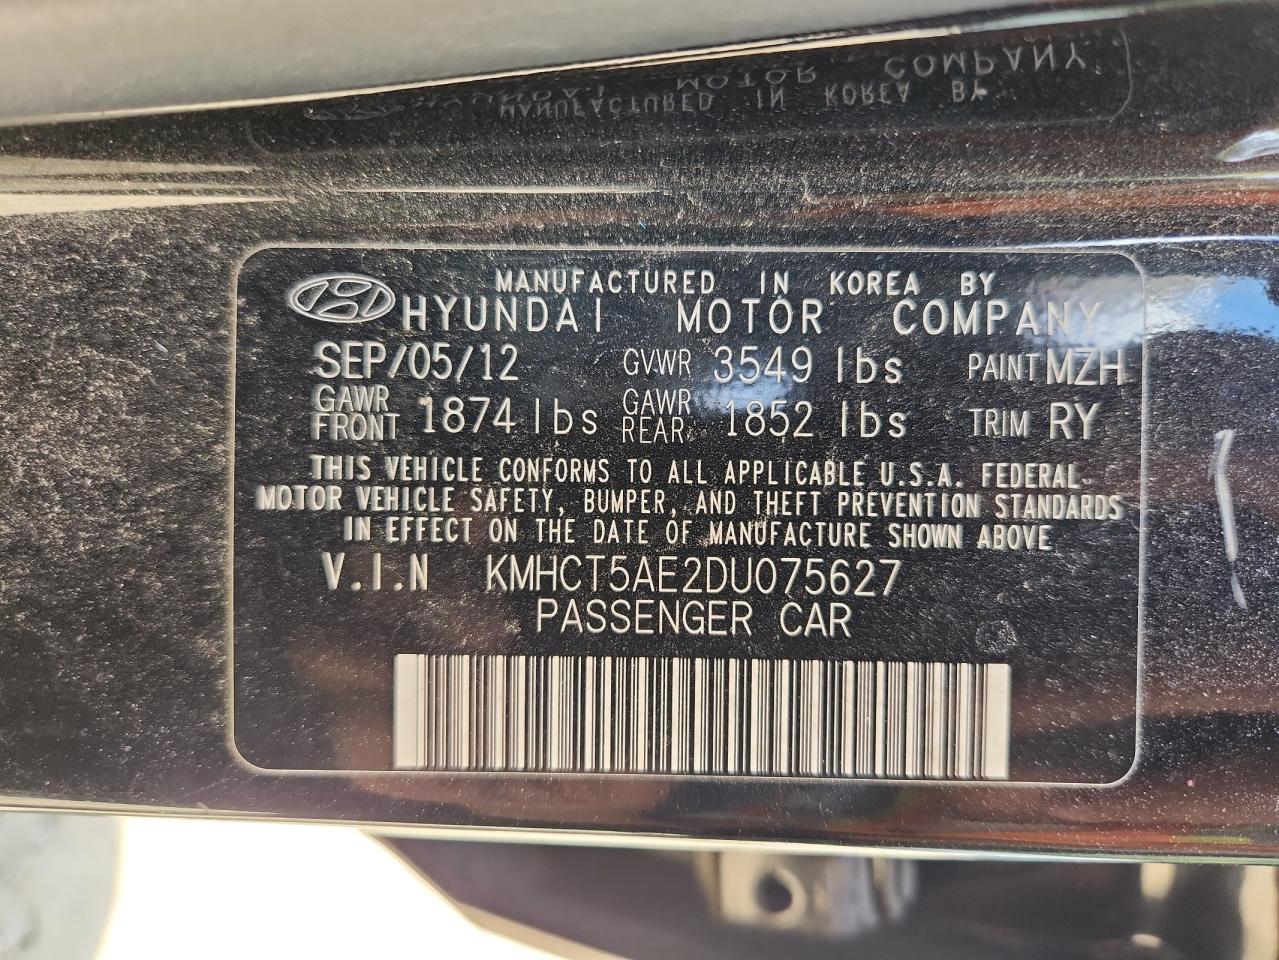 MANUFACTURED IN KOREA BY
HYUNDAI MOTOR COMPANY
SEP/05/12 GVWR 3549 lbs PAINT MZH
GAWR FRONT 1874 lbs GAWR REAR 1852 lbs TRIM RY
THIS VEHICLE CONFORMS TO ALL APPLICABLE U.S.A. FEDERAL
MOTOR VEHICLE SAFETY, BUMPER, AND THEFT PREVENTION STANDARDS
IN EFFECT ON THE DATE OF MANUFACTURE SHOWN ABOVE
V.I.N KMHCT5AE2DU075627
PASSENGER CAR